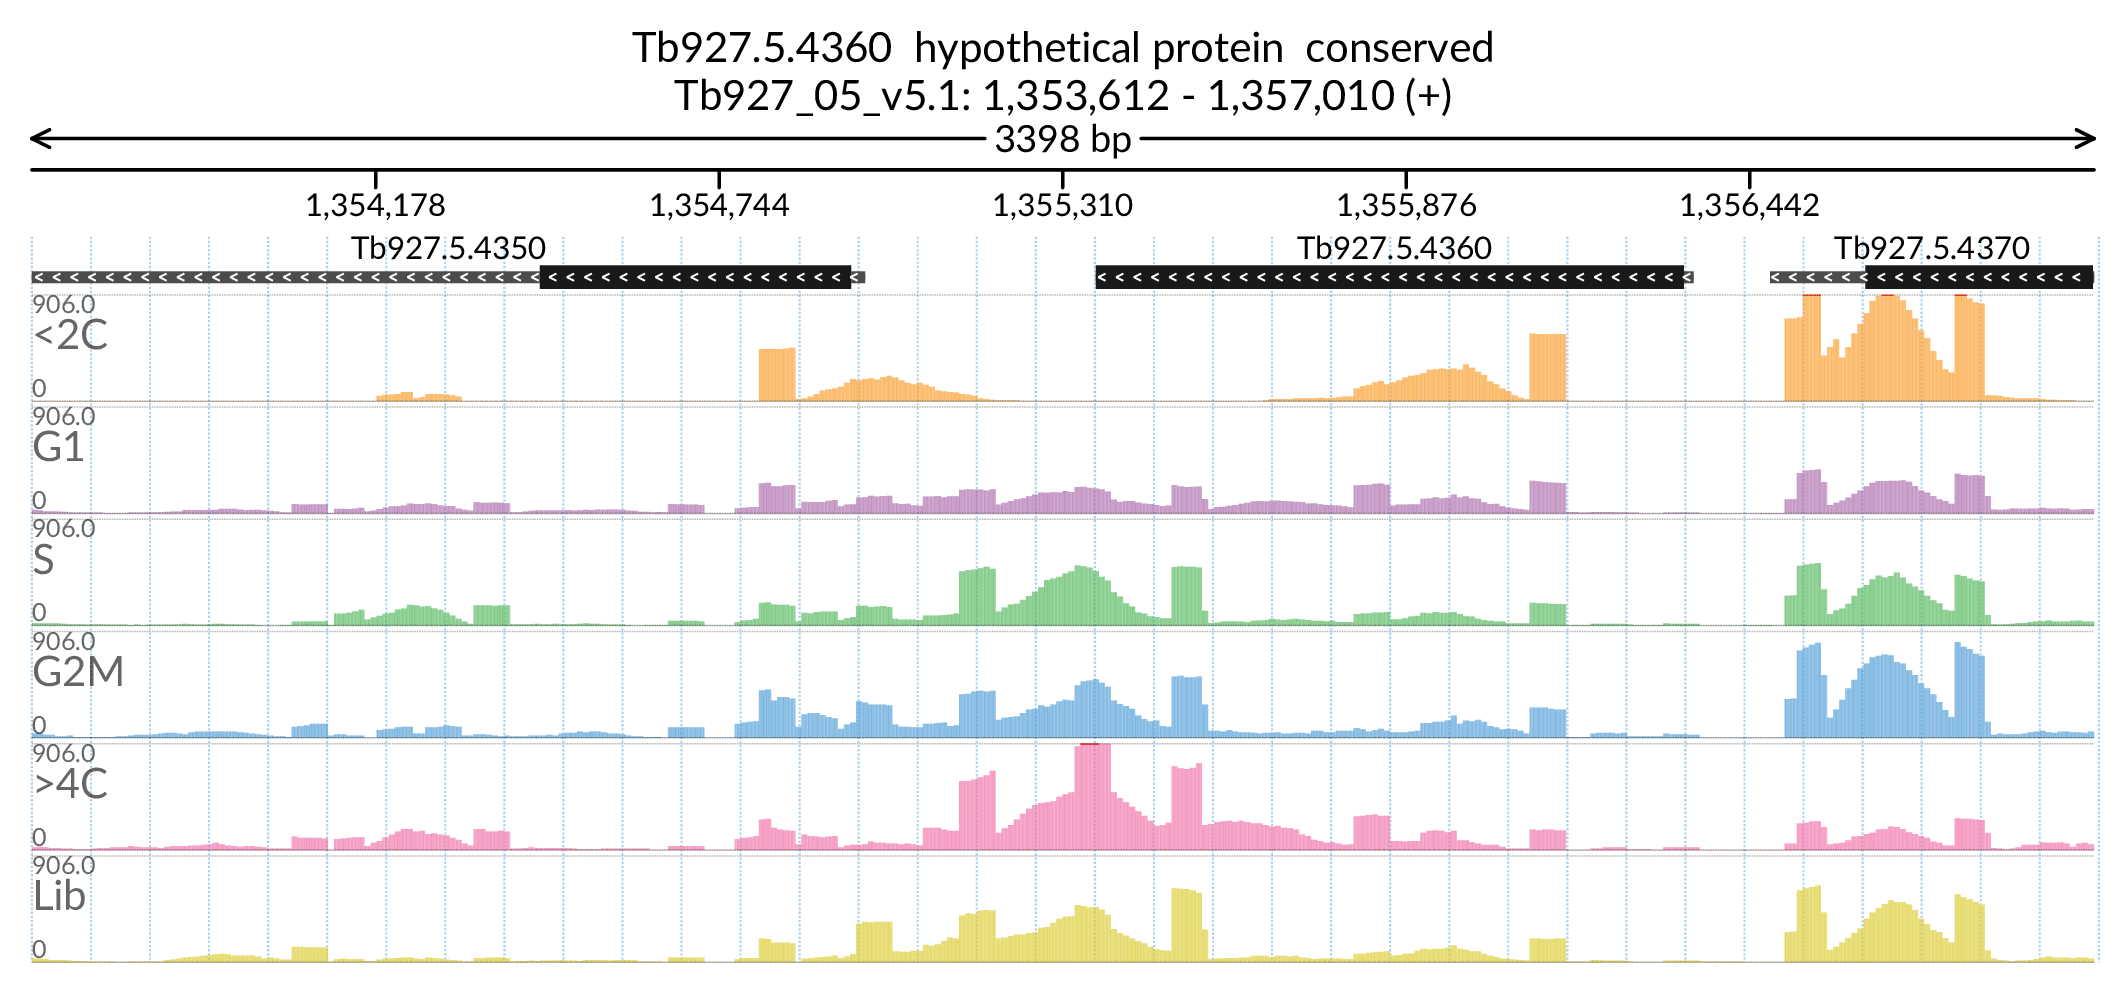 Tb927.5.4360 hypothetical protein conserved
Tb927_05_v5.1: 1,353,612 - 1,357,010 (+)
3398 bp
1,354,178 1,354,744 1,355,310 1,355,876 1,356,442
Tb927.5.4350 Tb927.5.4360 Tb927.5.4370
906.0
<2C
0
906.0
G1
0
906.0
S
0
906.0
G2M
0
906.0
>4C
0
906.0
Lib
0